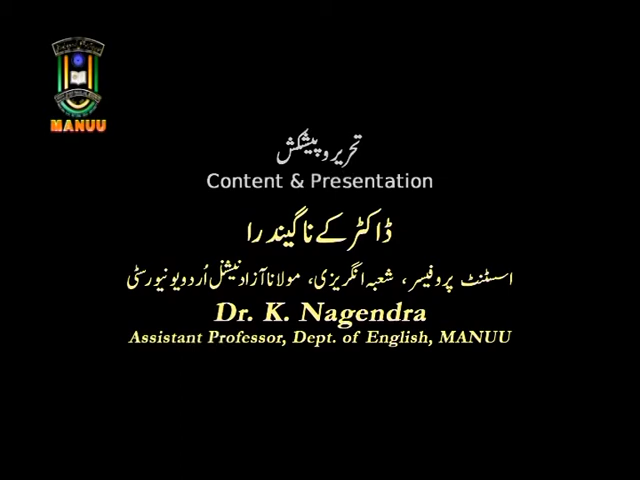 MANUU
تحریر و پیشکش
Content & Presentation
ڈاکٹر کے ناگیندرا
اسسٹنٹ پروفیسر، شعبہ انگریزی، مولانا آزاد نیشنل اُردو یونیورسٹی
Dr. K. Nagendra
Assistant Professor, Dept. of English, MANUU